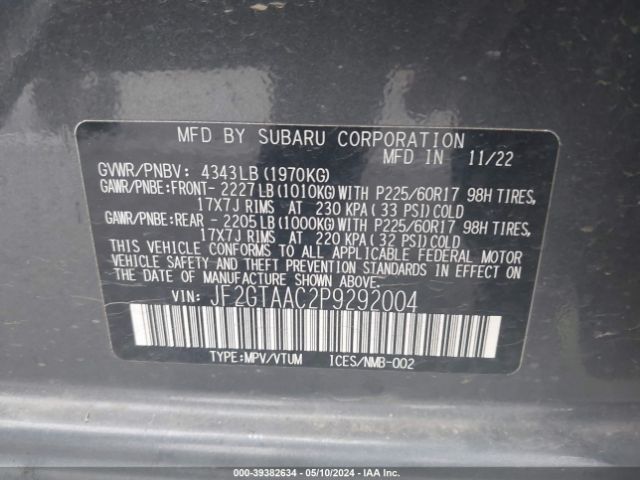 MFD BY SUBARU CORPORATION
MFD IN 11/22
GVWR/PNBV: 4343LB (1970KG)
GAWR/PNBE:FRONT- 2227LB(1010KG)WITH P225/60R17 98H TIRES,
17X7J RIMS AT 230 KPA(33 PSI)COLD
GAWR/PNBE:REAR - 2205LB(1000KG)WITH P225/60R17 98H TIRES,
17X7J RIMS AT 220 KPA(32 PSI)COLD
THIS VEHICLE CONFORMS TO ALL APPLICABLE FEDERAL MOTOR
VEHICLE SAFETY AND THEFT PREVENTION STANDARDS IN EFFECT
ON THE DATE OF MANUFACTURE SHOWN ABOVE.
VIN: JF2GTAAC2P9292004
TYPE:MPV/VTUM ICES/NMB-002
000-39382634 - 05/10/2024 - IAA, Inc.